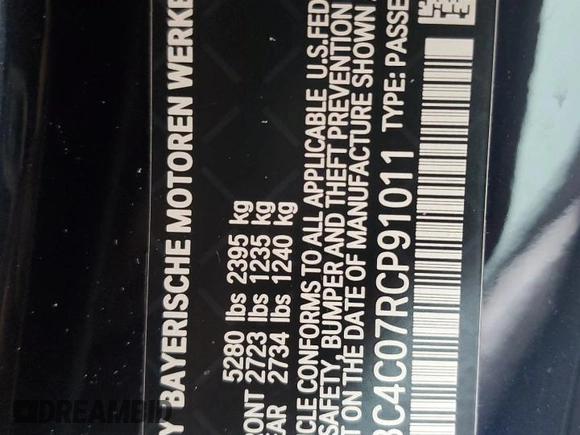 Y BAYERISCHE MOTOREN WERKE
5280 lbs 2395 kg
RONT 2723 lbs 1235 kg
EAR 2734 lbs 1240 kg
ICLE CONFORMS TO ALL APPLICABLE U.S.FED
SAFETY, BUMPER AND THEFT PREVENTION
T ON THE DATE OF MANUFACTURE SHOWN A
3C4C07RCP91011 TYPE: PASSE
DREAMBID